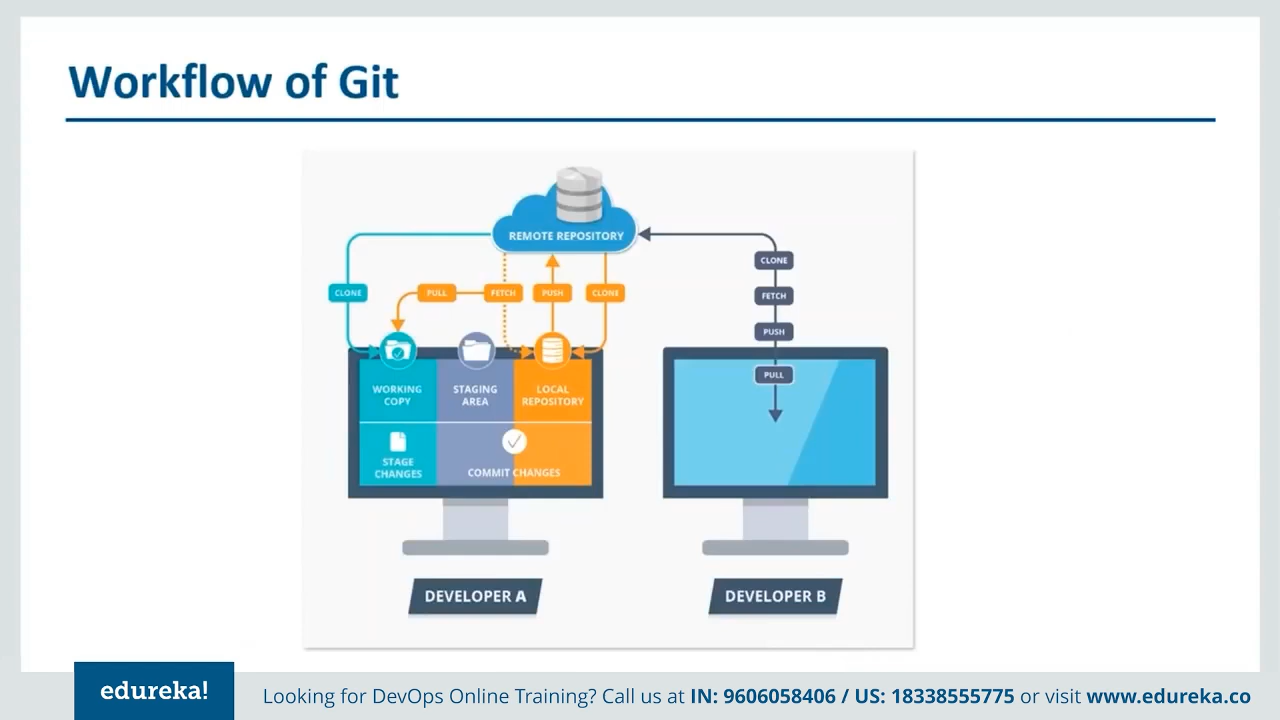 Workflow of Git
REMOTE REPOSITORY
CLONE
PULL
FETCH
PUSH
CLONE
WORKING
COPY
STAGING
AREA
LOCAL
REPOSITORY
STAGE
CHANGES
COMMIT CHANGES
DEVELOPER A
CLONE
FETCH
PUSH
PULL
DEVELOPER B
edureka!
Looking for DevOps Online Training? Call us at IN: 9606058406 / US: 18338555775 or visit www.edureka.co